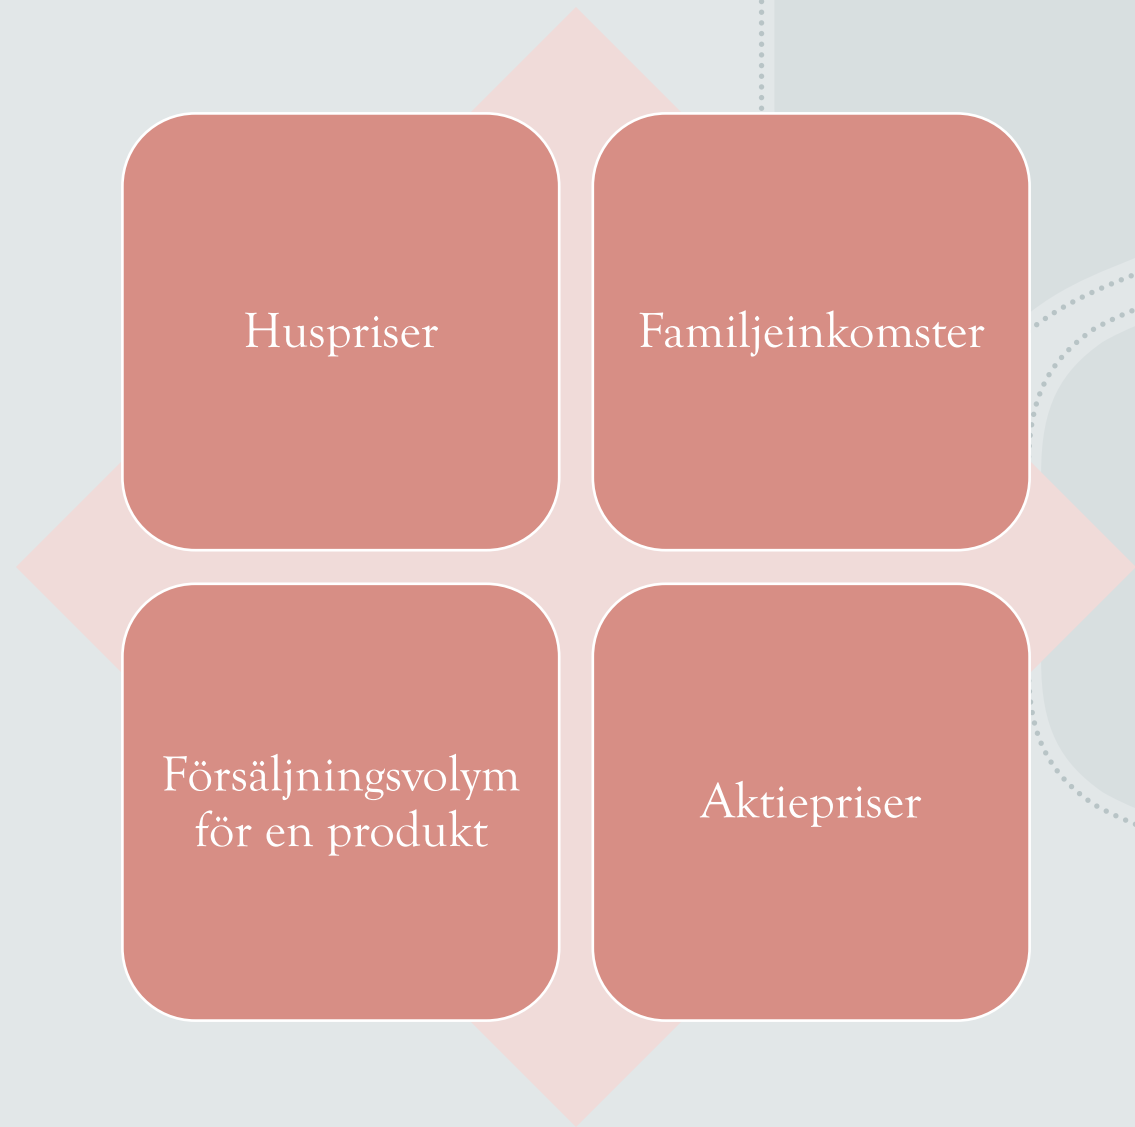 Huspriser
Familjeinkomster
Försäljningsvolym
för en produkt
Aktiepriser